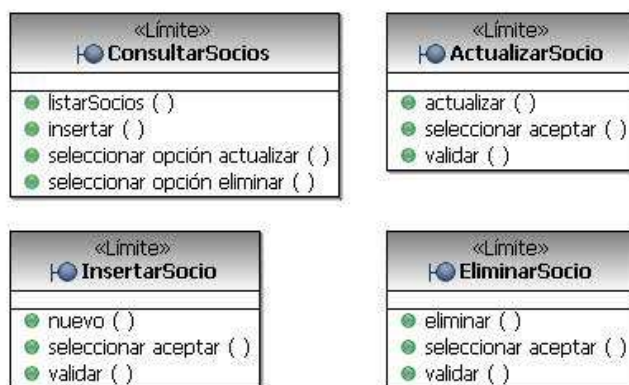 «Límite»
ConsultarSocios
listarSocios ( )
insertar ( )
seleccionar opción actualizar ( )
seleccionar opción eliminar ( )
«Límite»
ActualizarSocio
actualizar ( )
seleccionar aceptar ( )
validar ( )
«Límite»
InsertarSocio
nuevo ( )
seleccionar aceptar ( )
validar ( )
«Límite»
EliminarSocio
eliminar ( )
seleccionar aceptar ( )
validar ( )